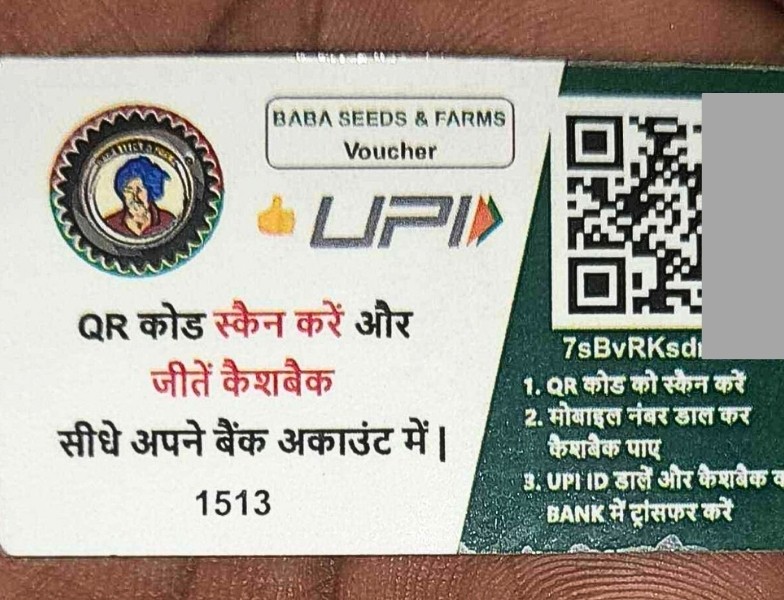 BABA SEEDS & FARMS
Voucher
UPI
QR कोड स्कैन करें और
जीतें कैशबैक
सीधे अपने बैंक अकाउंट में |
1513
7sBvRKsd
1. QR कोड को स्कैन करें
2. मोबाइल नंबर डाल कर
कैशबैक पाए
3. UPI ID डालें और कैशबैक
BANK में ट्रांसफर करें